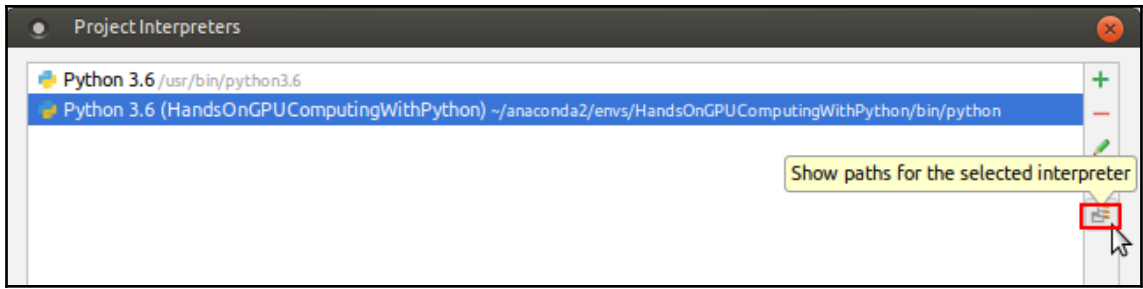 Project Interpreters
Python 3.6 /usr/bin/python3.6
Python 3.6 (HandsOnGPUComputingWithPython) ~/anaconda2/envs/HandsOnGPUComputingWithPython/bin/python
Show paths for the selected interpreter